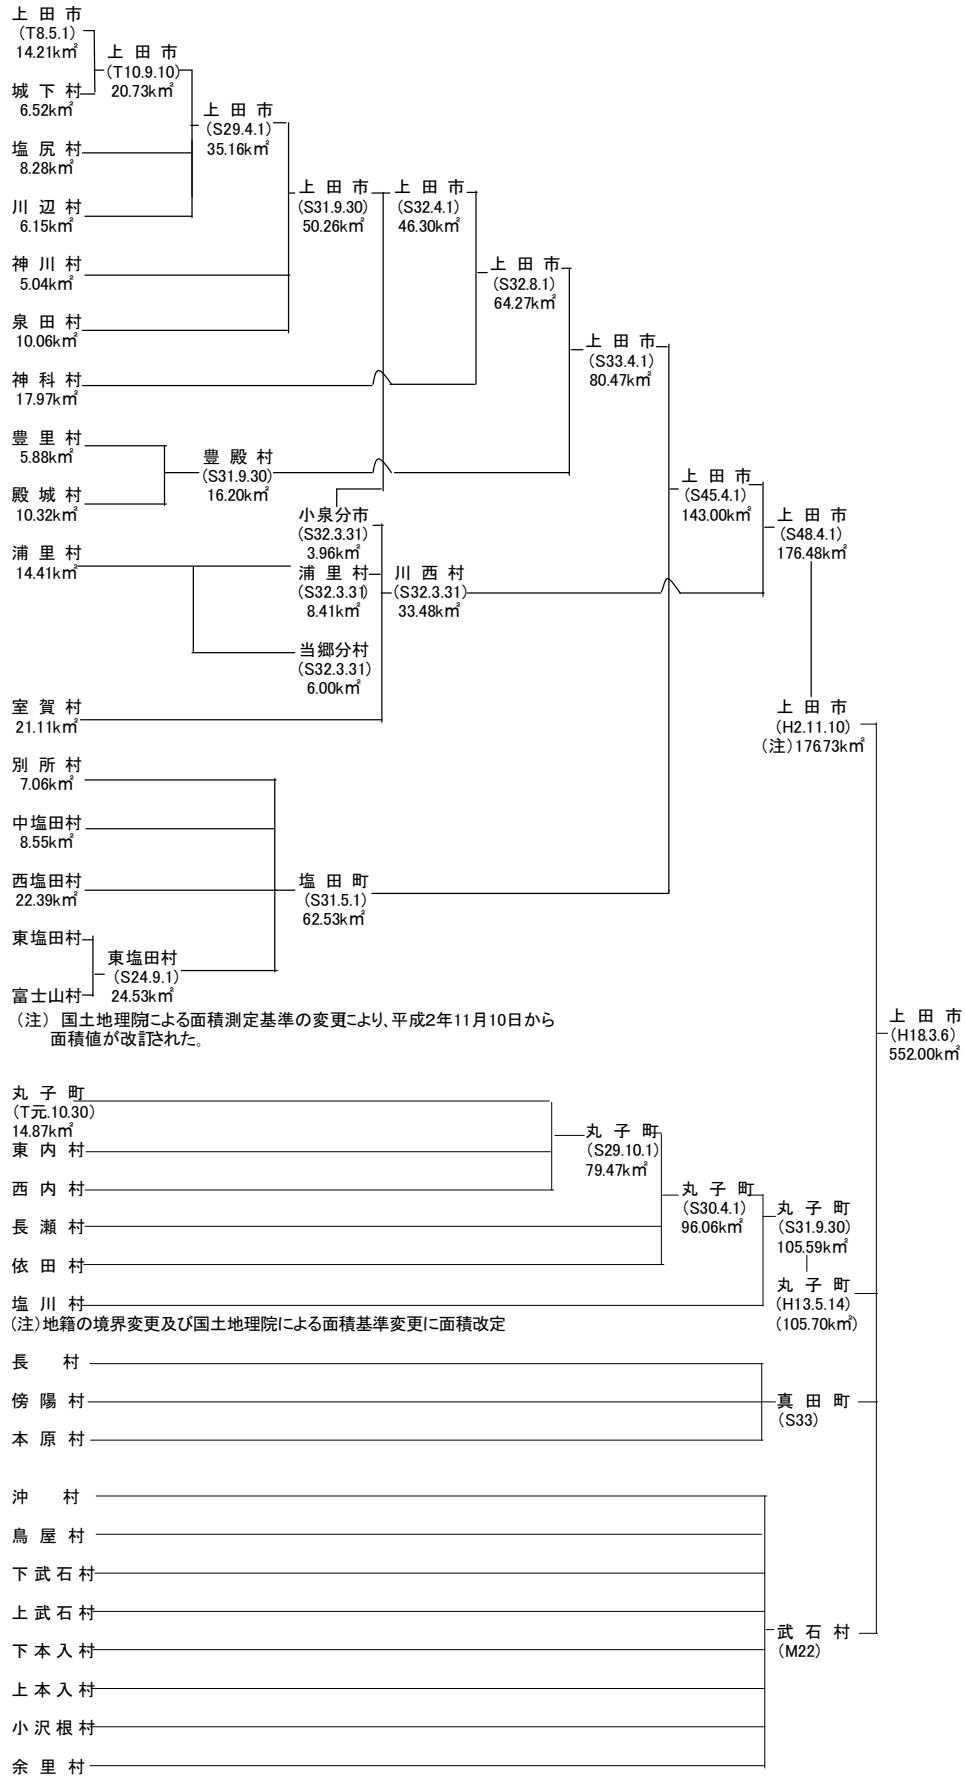 上田市
(T8.5.1)
14.21k㎡
城下村
6.52k㎡
上田市
(T10.9.10)
20.73k㎡
塩尻村
8.28k㎡
川辺村
6.15k㎡
上田市
(S29.4.1)
35.16k㎡
神川村
5.04k㎡
泉田村
10.06k㎡
上田市
(S31.9.30)
50.26k㎡
上田市
(S32.4.1)
46.30k㎡
神科村
17.97k㎡
上田市
(S32.8.1)
64.27k㎡
豊里村
5.88k㎡
殿城村
10.32k㎡
豊殿村
(S31.9.30)
16.20k㎡
上田市
(S33.4.1)
80.47k㎡
浦里村
14.41k㎡
小泉分市
(S32.3.31)
3.96k㎡
浦里村
(S32.3.31)
8.41k㎡
当郷分村
(S32.3.31)
6.00k㎡
室賀村
21.11k㎡
川西村
(S32.3.31)
33.48k㎡
上田市
(S45.4.1)
143.00k㎡
上田市
(S48.4.1)
176.48k㎡
上田市
(H2.11.10)
(注)176.73k㎡
別所村
7.06k㎡
中塩田村
8.55k㎡
西塩田村
22.39k㎡
東塩田村
富士山村
東塩田村
(S24.9.1)
24.53k㎡
塩田町
(S31.5.1)
62.53k㎡
(注) 国土地理院による面積測定基準の変更により、平成2年11月10日から
面積値が改訂された。
上田市
(H18.3.6)
552.00k㎡
丸子町
(T元.10.30)
14.87k㎡
東内村
西内村
長瀬村
依田村
塩川村
丸子町
(S29.10.1)
79.47k㎡
丸子町
(S30.4.1)
96.06k㎡
丸子町
(S31.9.30)
105.59k㎡
丸子町
(H13.5.14)
(105.70k㎡)
(注)地籍の境界変更及び国土地理院による面積基準変更に面積改定
長村
傍陽村
本原村
真田町
(S33)
沖村
鳥屋村
下武石村
上武石村
下本入村
上本入村
小沢根村
余里村
武石村
(M22)